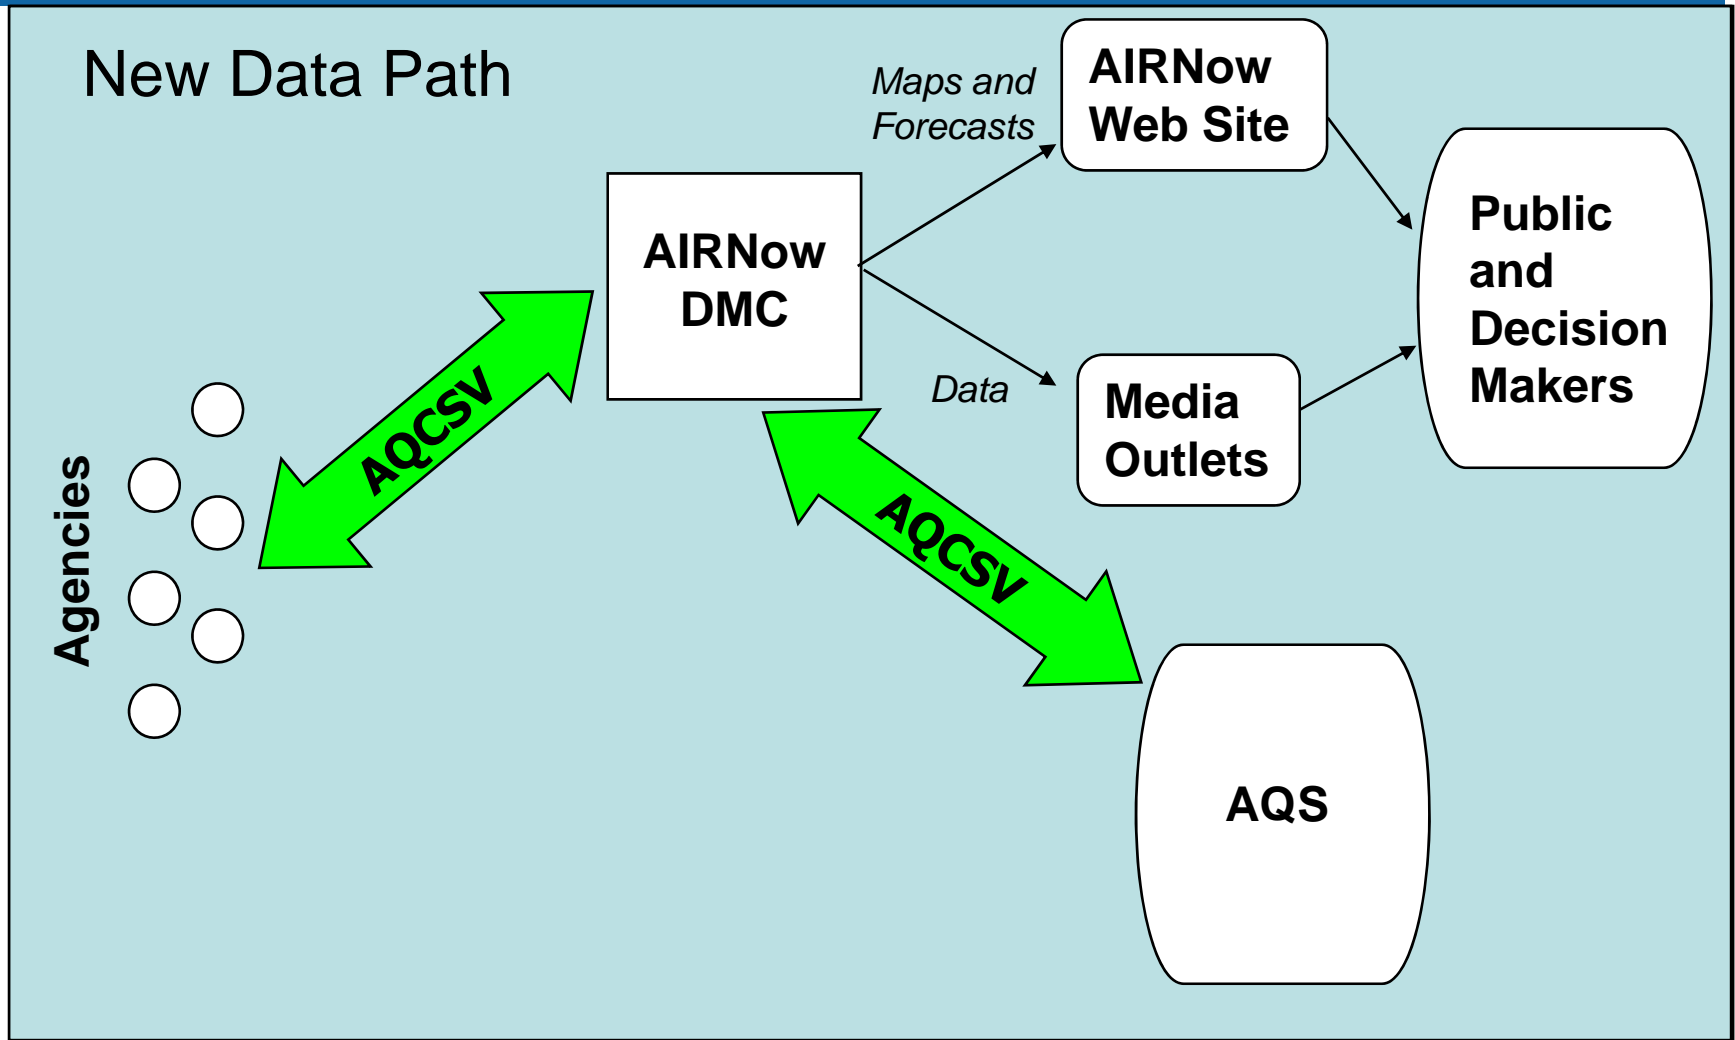 New Data Path
Maps and
Forecasts
AIRNow
Web Site
Public
and
Decision
Makers
AIRNow
DMC
Data
Media
Outlets
AQCSV
AQCSV
Agencies
AQS